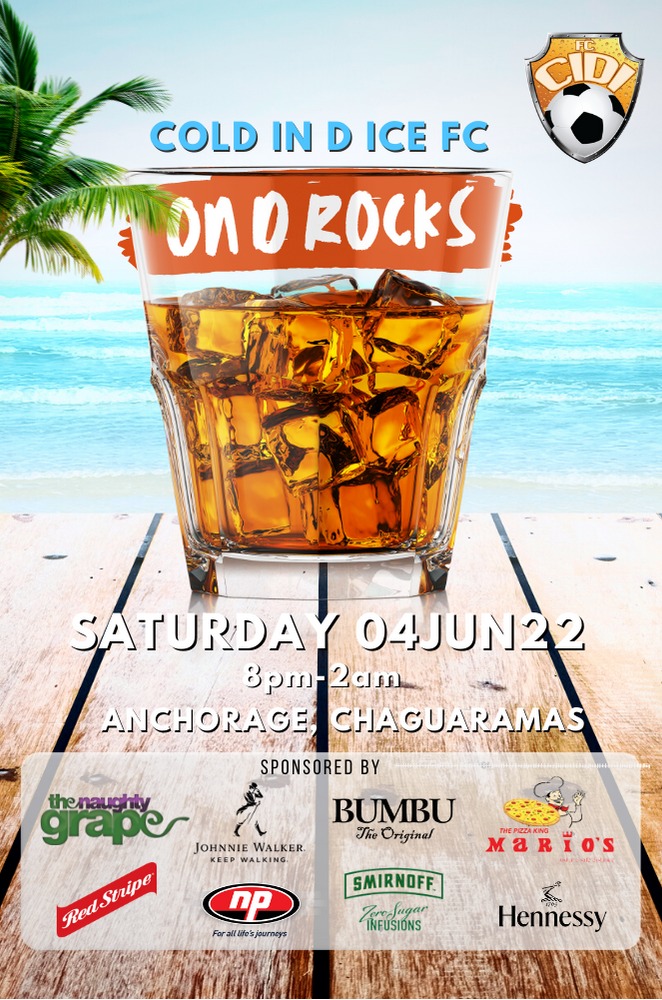 FC
CIDI
COLD IN D ICE FC
ON D ROCKS
SATURDAY 04JUN22
8pm-2am
ANCHORAGE, CHAGUARAMAS
SPONSORED BY
the naughty
grape
JOHNNIE WALKER
KEEP WALKING.
BUMBU
The Original
THE PIZZA KING
MARIO'S
Red Stripe
np
For all life's journeys
SMIRNOFF
Zero Sugar
INFUSIONS
Hennessy